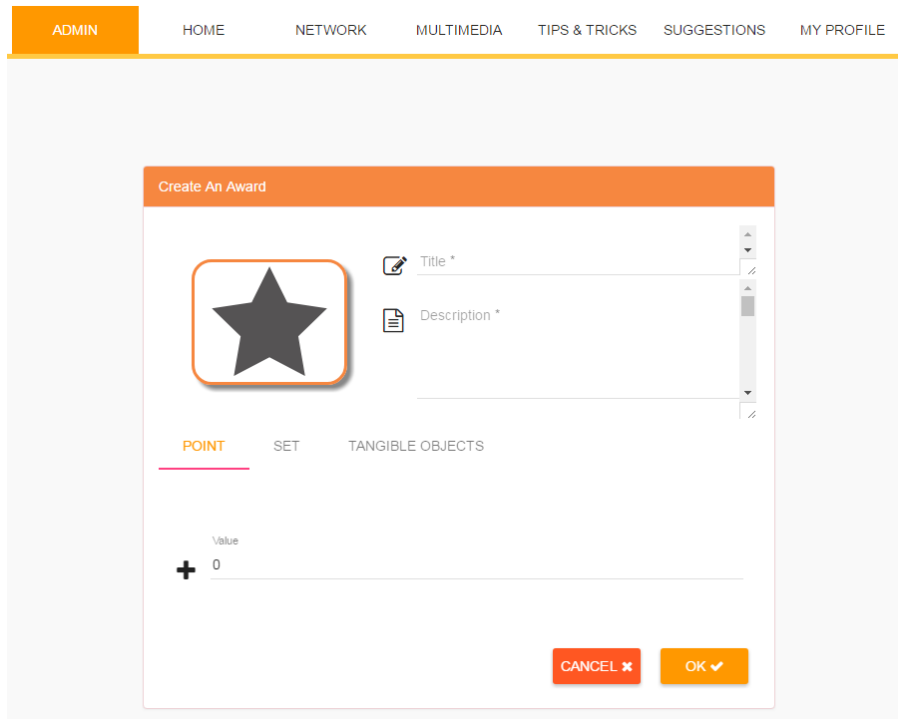 ADMIN HOME NETWORK MULTIMEDIA TIPS & TRICKS SUGGESTIONS MY PROFILE
Create An Award
Title *
Description *
POINT SET TANGIBLE OBJECTS
Value
0
CANCEL OK